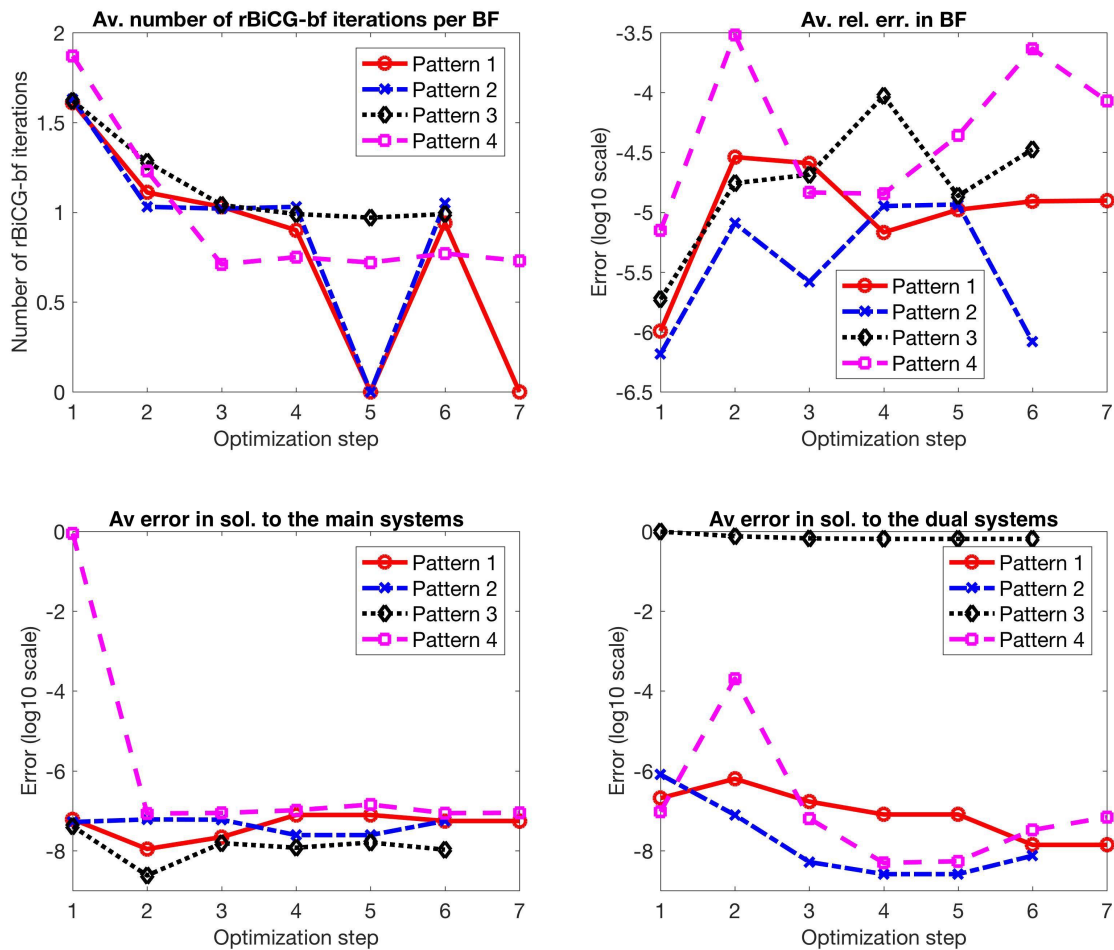 Av. number of rBiCG-bf iterations per BF
Number of rBiCG-bf iterations
2
1.5
1
0.5
0
Pattern 1
Pattern 2
Pattern 3
Pattern 4
1 2 3 4 5 6 7
Optimization step
Av. rel. err. in BF
Error (log10 scale)
-3.5
-4
-4.5
-5
-5.5
-6
-6.5
Pattern 1
Pattern 2
Pattern 3
Pattern 4
1 2 3 4 5 6 7
Optimization step
Av error in sol. to the main systems
Error (log10 scale)
0
-2
-4
-6
-8
Pattern 1
Pattern 2
Pattern 3
Pattern 4
1 2 3 4 5 6 7
Optimization step
Av error in sol. to the dual systems
Error (log10 scale)
0
-2
-4
-6
-8
Pattern 1
Pattern 2
Pattern 3
Pattern 4
1 2 3 4 5 6 7
Optimization step